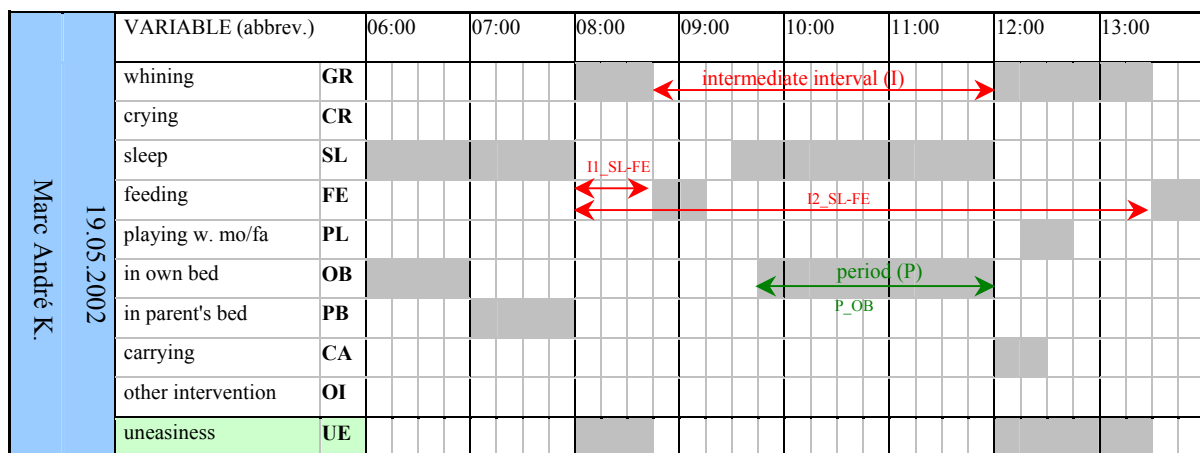 VARIABLE (abbrev.) 06:00 07:00 08:00 09:00 10:00 11:00 12:00 13:00
whining GR intermediate interval (I)
crying CR
sleep SL
I1_SL-FE
feeding FE I2_SL-FE
playing w. mo/fa PL
in own bed OB period (P)
in parent's bed PB P_OB
carrying CA
other intervention OI
uneasiness UE
Marc André K.
19.05.2002